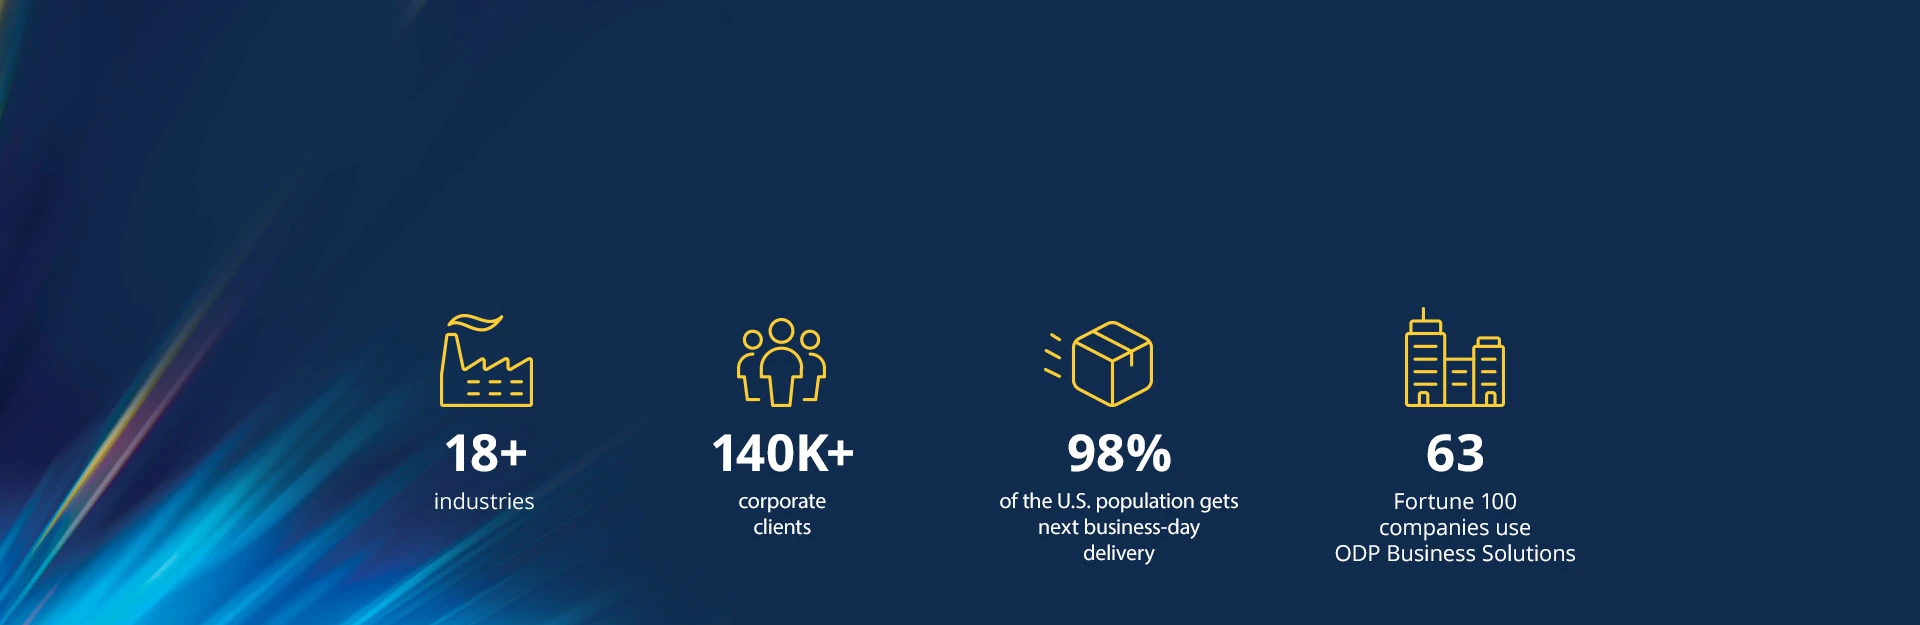 18+
industries
140K+
corporate
clients
98%
of the U.S. population gets
next business-day
delivery
63
Fortune 100
companies use
ODP Business Solutions